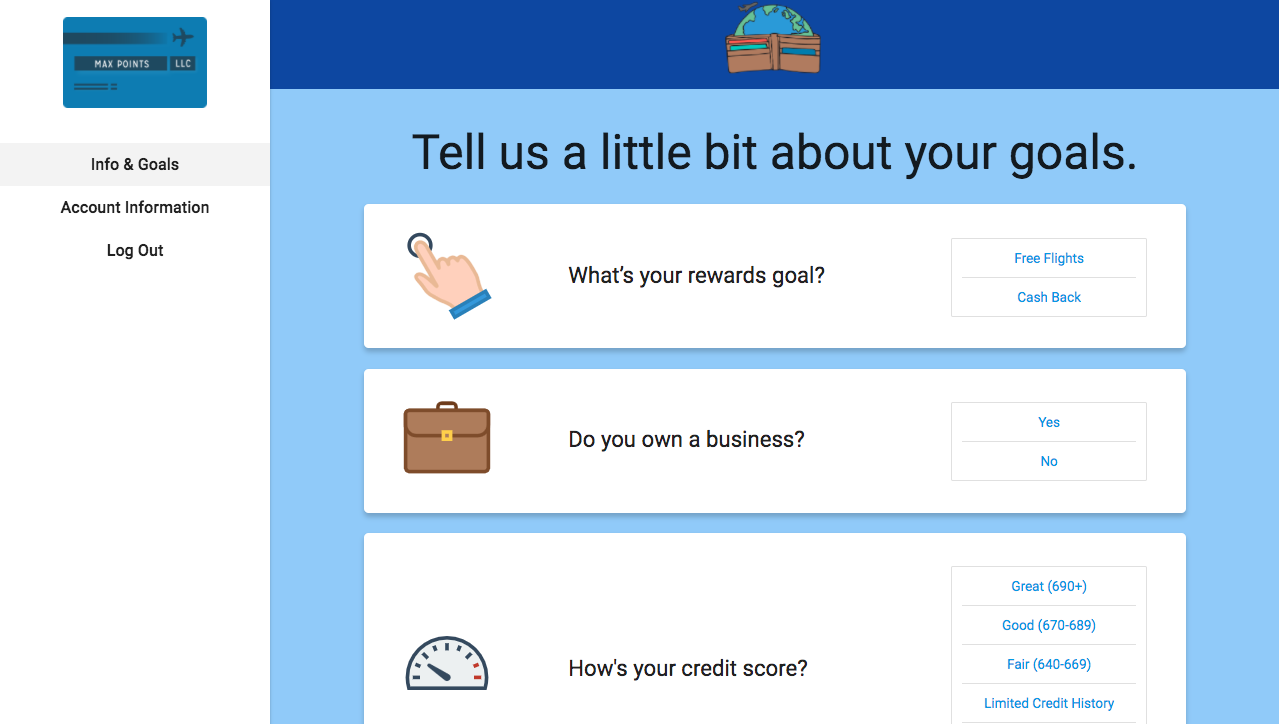 MAX POINTS LLC
Info & Goals
Account Information
Log Out
Tell us a little bit about your goals.
What’s your rewards goal?
Free Flights
Cash Back
Do you own a business?
Yes
No
How's your credit score?
Great (690+)
Good (670-689)
Fair (640-669)
Limited Credit History